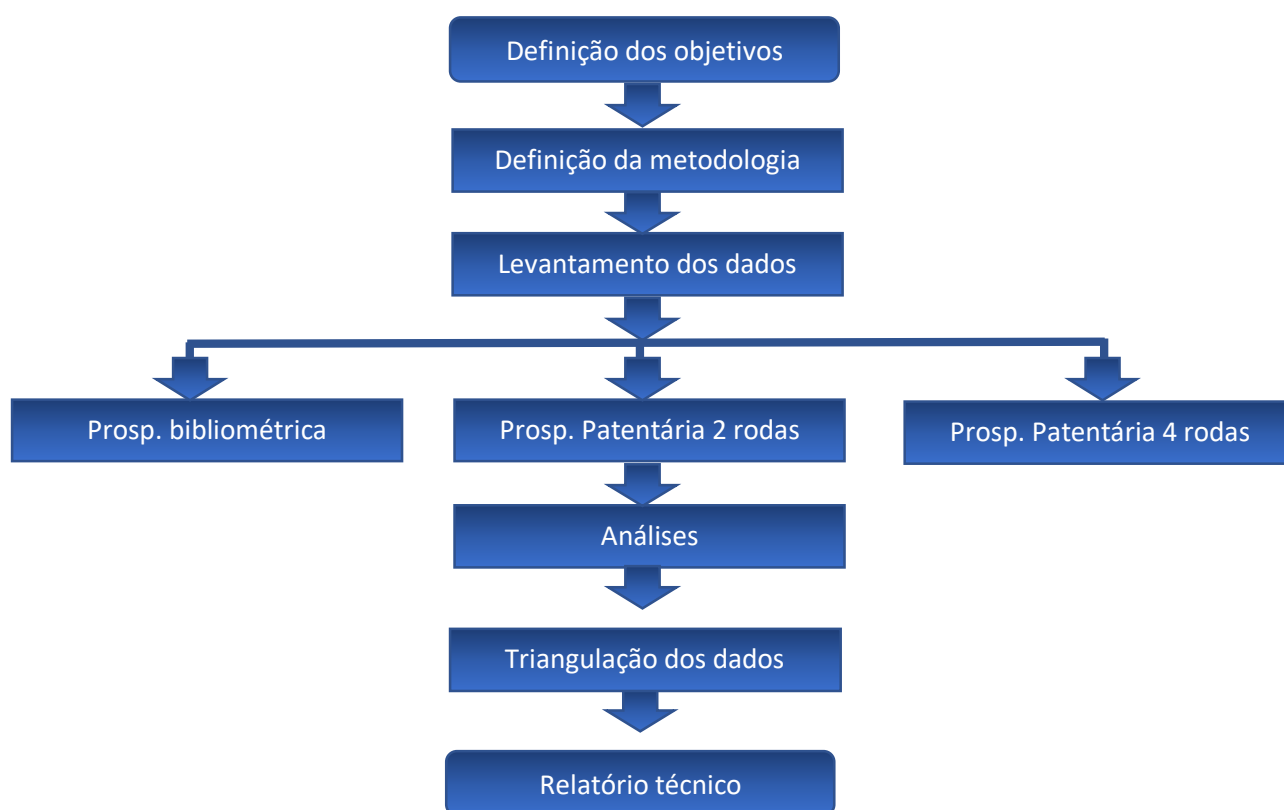 Definição dos objetivos
Definição da metodologia
Levantamento dos dados
Prosp. bibliométrica
Prosp. Patentária 2 rodas
Prosp. Patentária 4 rodas
Análises
Triangulação dos dados
Relatório técnico